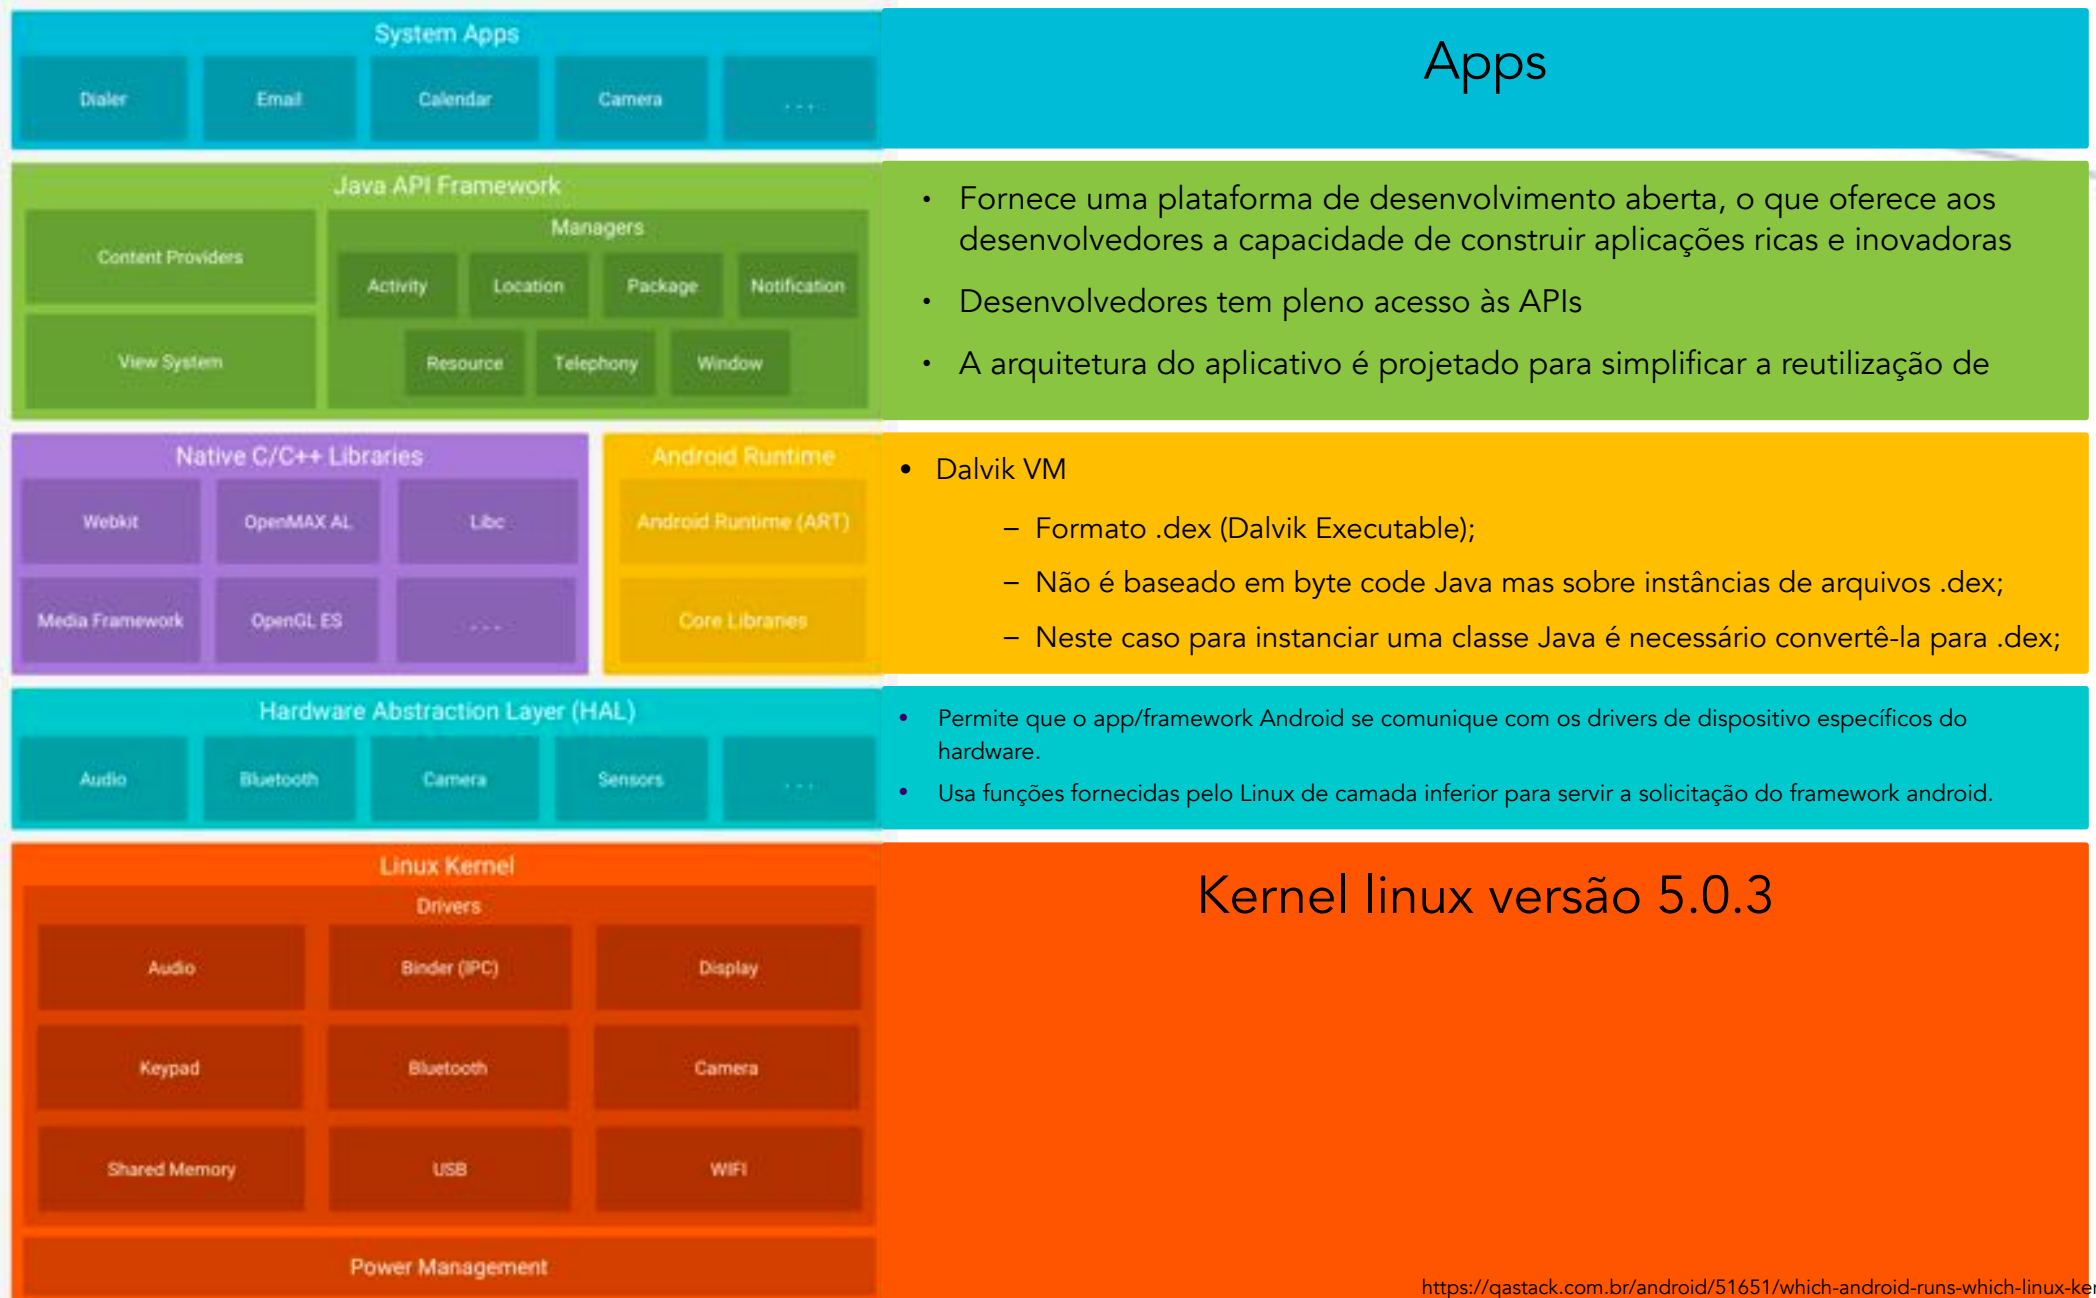 System Apps
Dialer
Email
Calendar
Camera
...
Apps
Java API Framework
Content Providers
View System
Managers
Activity
Location
Package
Notification
Resource
Telephony
Window
• Fornece uma plataforma de desenvolvimento aberta, o que oferece aos
desenvolvedores a capacidade de construir aplicações ricas e inovadoras
• Desenvolvedores tem pleno acesso às APIs
• A arquitetura do aplicativo é projetado para simplificar a reutilização de
Native C/C++ Libraries
Webkit
OpenMAX AL
Libc
Media Framework
OpenGL ES
...
Android Runtime
Android Runtime (ART)
Core Libraries
• Dalvik VM
– Formato .dex (Dalvik Executable);
– Não é baseado em byte code Java mas sobre instâncias de arquivos .dex;
– Neste caso para instanciar uma classe Java é necessário convertê-la para .dex;
Hardware Abstraction Layer (HAL)
Audio
Bluetooth
Camera
Sensors
...
• Permite que o app/framework Android se comunique com os drivers de dispositivo específicos do
hardware.
• Usa funções fornecidas pelo Linux de camada inferior para servir a solicitação do framework android.
Linux Kernel
Drivers
Audio
Binder (IPC)
Display
Keypad
Bluetooth
Camera
Shared Memory
USB
WIFI
Power Management
Kernel linux versão 5.0.3
https://qastack.com.br/android/51651/which-android-runs-which-linux-ker